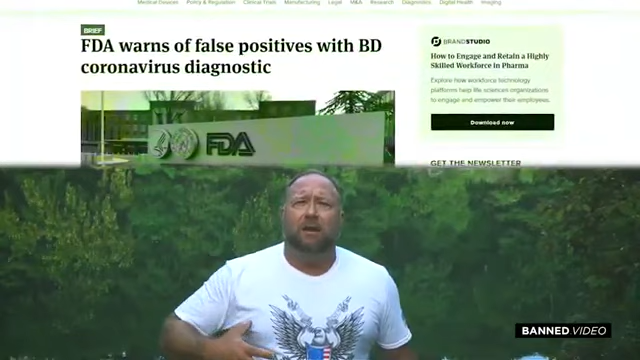 Medical Devices Policy & Regulation Clinical Trials Manufacturing Legal M&A Research Diagnostics Digital Health Imaging
BRIEF
FDA warns of false positives with BD
coronavirus diagnostic
FDA
BRANDSTUDIO
How to Engage and Retain a Highly
Skilled Workforce in Pharma
Explore how workforce technology
platforms help life sciences organizations
to engage and empower their employees.
Download now
GET THE NEWSLETTER
BANNED.VIDEO